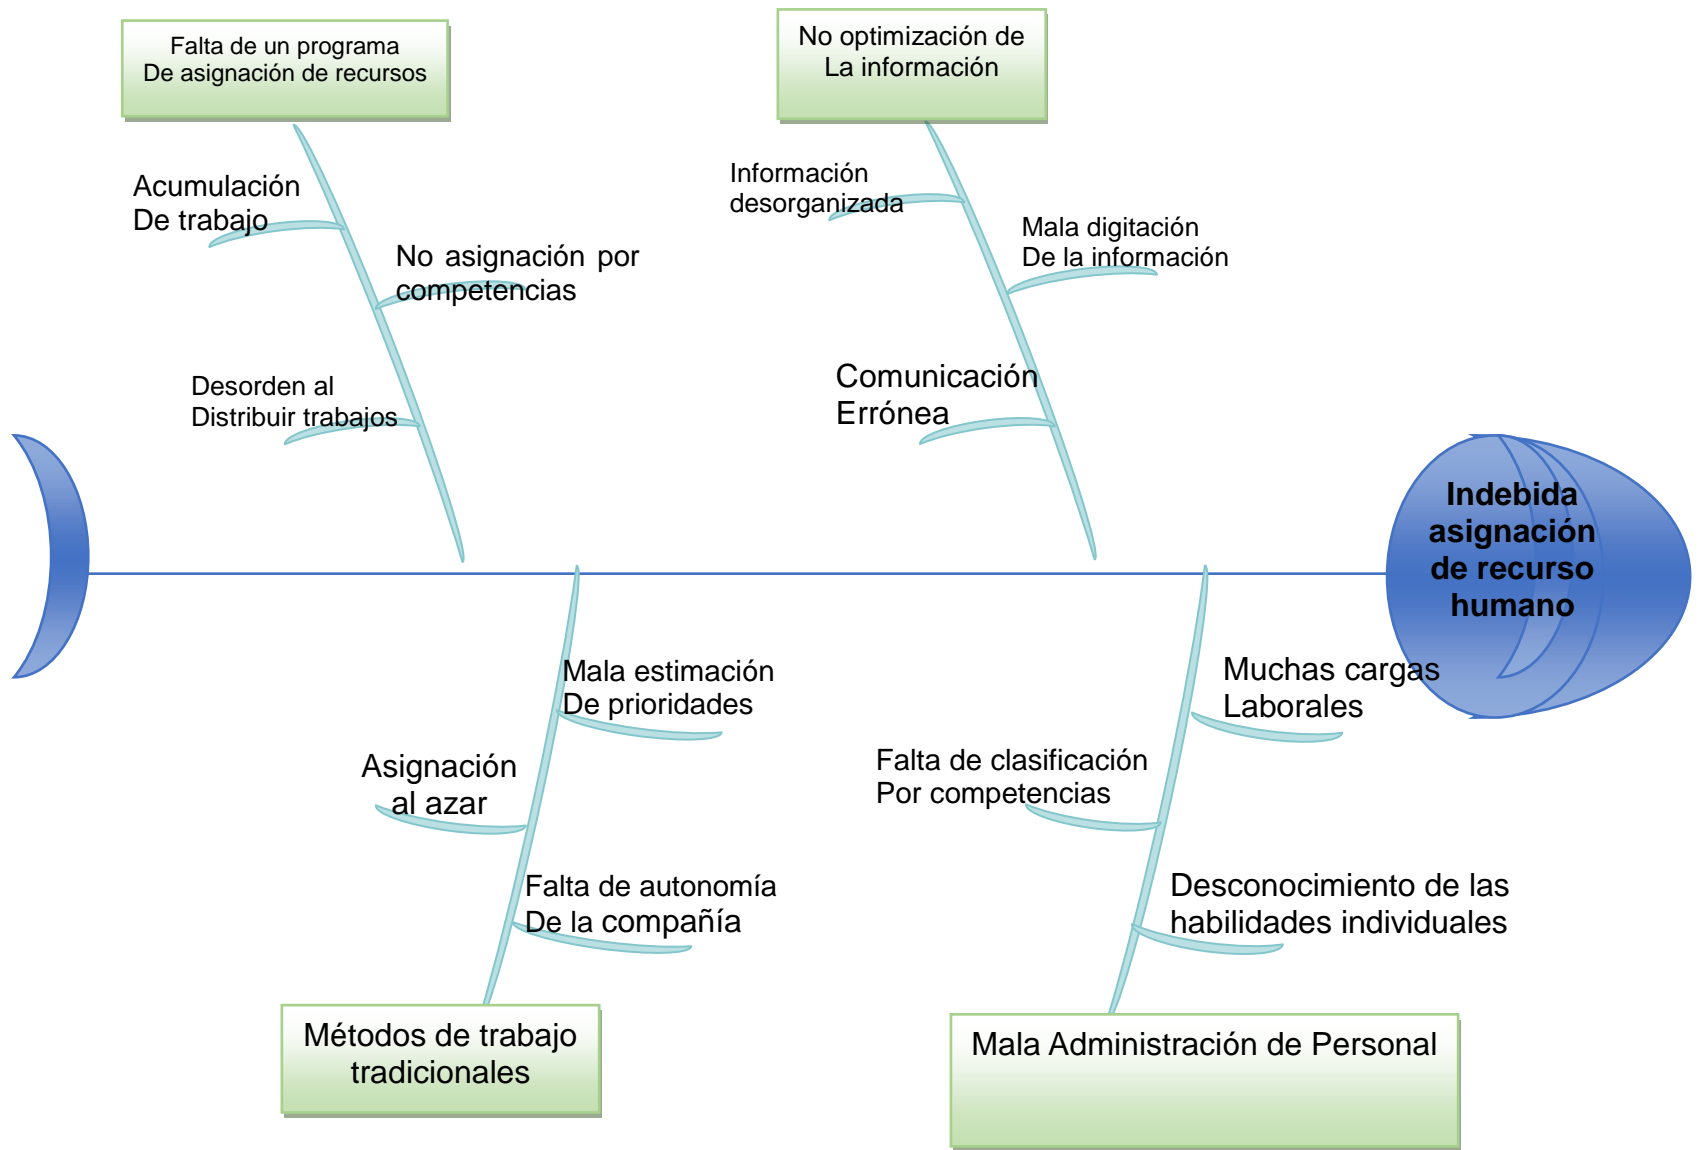 Falta de un programa
De asignación de recursos
No optimización de
La información
Acumulación
De trabajo
No asignación por
competencias
Desorden al
Distribuir trabajos
Información
desorganizada
Mala digitación
De la información
Comunicación
Errónea
Indebida
asignación
de recurso
humano
Mala estimación
De prioridades
Asignación
al azar
Falta de autonomía
De la compañía
Muchas cargas
Laborales
Falta de clasificación
Por competencias
Desconocimiento de las
habilidades individuales
Métodos de trabajo
tradicionales
Mala Administración de Personal